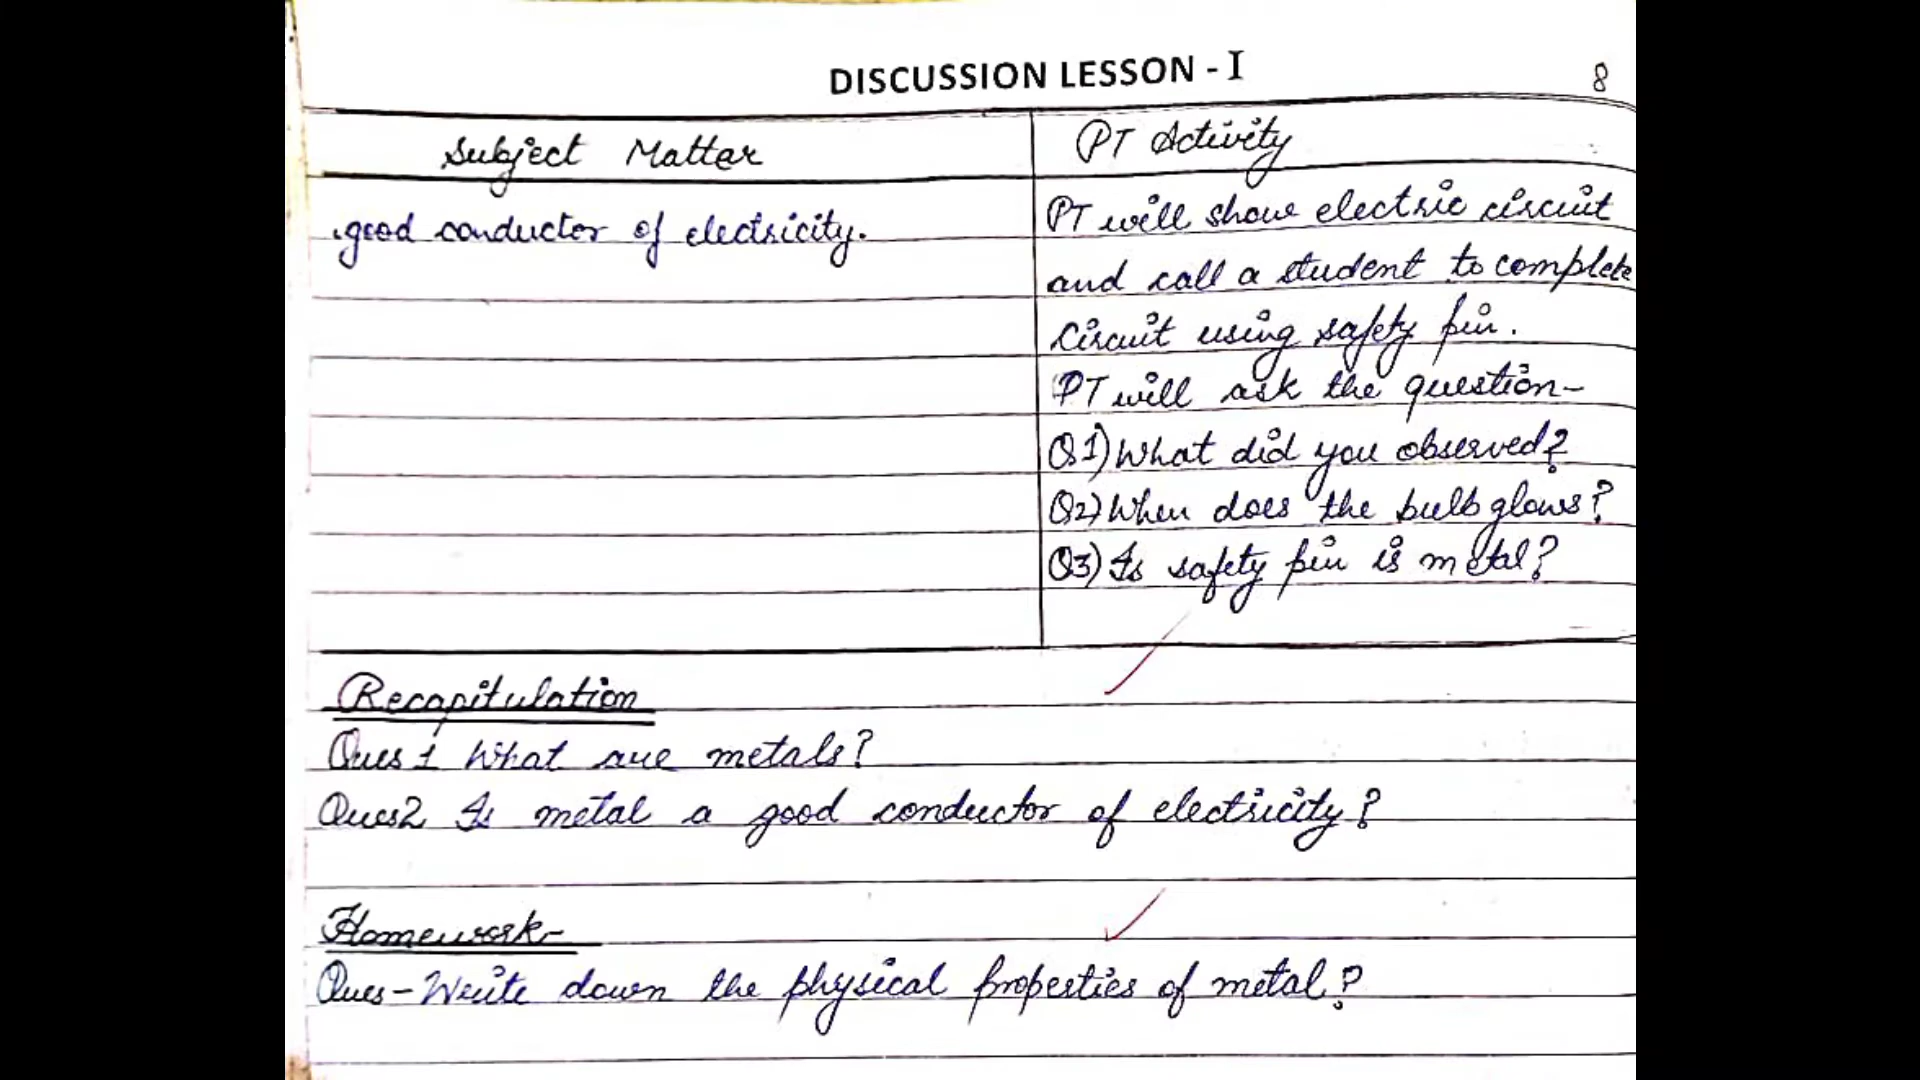 DISCUSSION LESSON - I
8
Subject Matter
PT Activity
good conductor of electricity.
PT will show electric circuit
and call a student to complete
Circuit using safety pin.
PT will ask the question-
Q1) What did you observed?
Q2) When does the bulb glows?
Q3) Is safety pin is metal?
Recapitulation
Ques 1 What are metals?
Ques2 Is metal a good conductor of electricity?
Homework-
Ques- Write down the physical properties of metal?